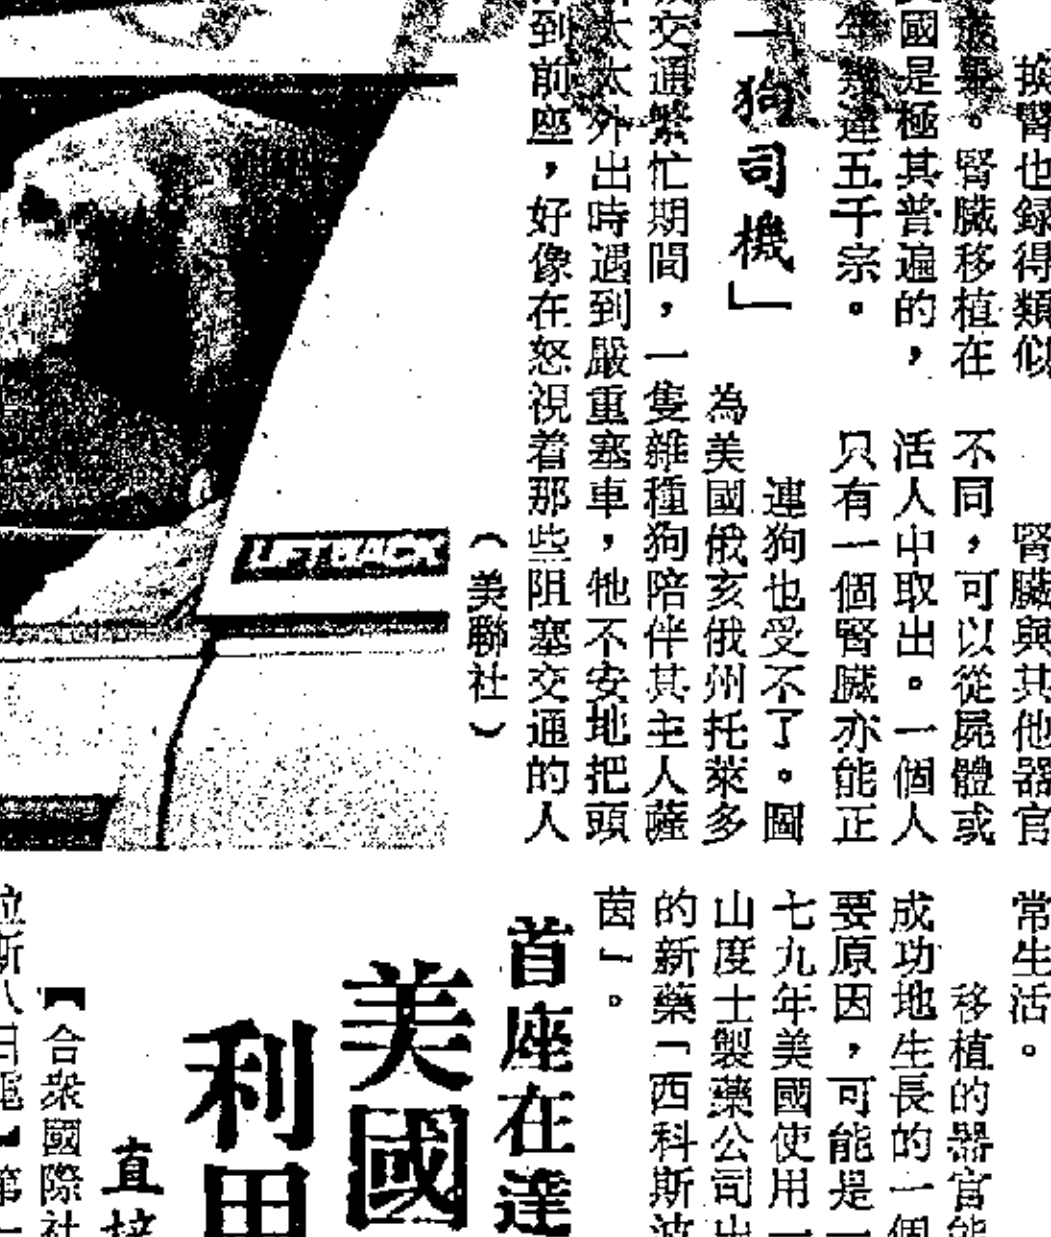 換腎也録得類似
。腎臟移植在
國是極其普遍的，
達五千宗。
腎臟與其他器官
不同，可以從屍體或
活人中取出。一個人
只有一個腎臟亦能正
常生活。
移植的器官能
成功地生長的一個
要原因，可能是一
七九年美國使用一
山度士製藥公司出
的新藥「西科斯波
茵」。
狗司機」
連狗也受不了。圖
為美國俄亥俄州托萊多
交通繁忙期間，一隻雜種狗陪伴其主人薩
太太外出時遇到嚴重塞車，牠不安地把頭
到前座，好像在怒視着那些阻塞交通的人
（美聯社）
LIFTBACK
首座在達
美國
利用
直接
【合衆國際社